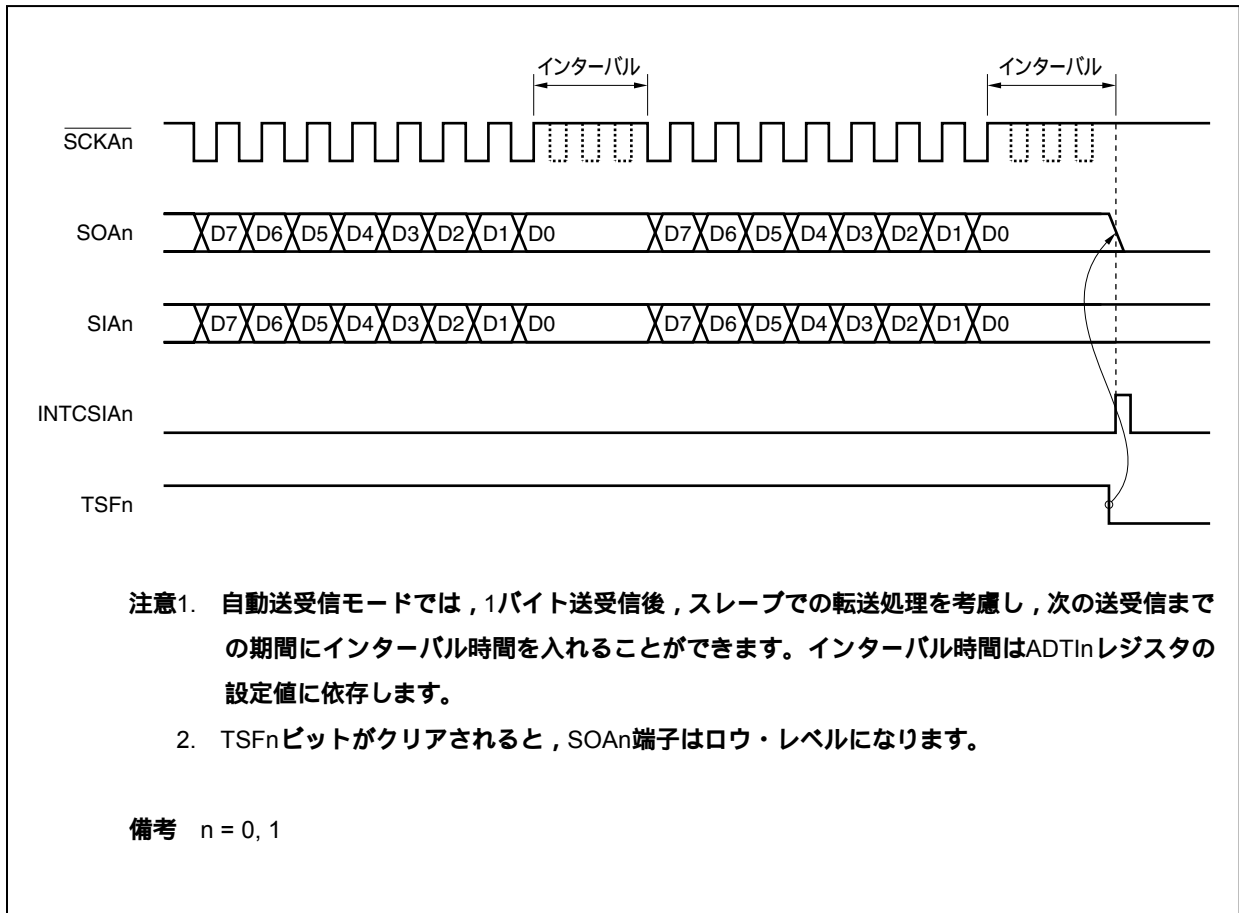 インターバル インターバル
SCKAn
SOAn D7 D6 D5 D4 D3 D2 D1 D0 D7 D6 D5 D4 D3 D2 D1 D0
SIAn D7 D6 D5 D4 D3 D2 D1 D0 D7 D6 D5 D4 D3 D2 D1 D0
INTCSIAn
TSFn
注意1. 自動送受信モードでは，1バイト送受信後，スレーブでの転送処理を考慮し，次の送受信まで
の期間にインターバル時間を入れることができます。インターバル時間はADTInレジスタの
設定値に依存します。
2. TSFnビットがクリアされると，SOAn端子はロウ・レベルになります。
備考 n = 0, 1